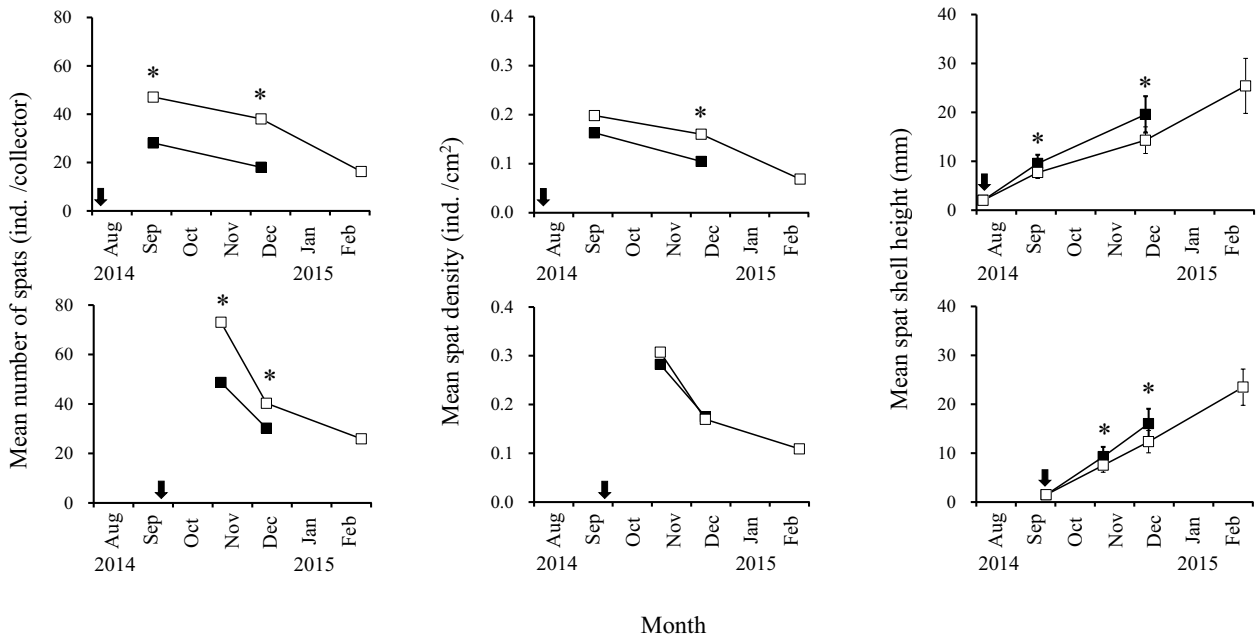 Mean number of spats (ind. /collector)
80
60
40
20
0
*
*
Aug
Sep
Oct
Nov
Dec
Jan
Feb
2014
2015
80
60
40
20
0
*
*
Aug
Sep
Oct
Nov
Dec
Jan
Feb
2014
2015
Mean spat density (ind. /cm²)
0.4
0.3
0.2
0.1
0.0
*
Aug
Sep
Oct
Nov
Dec
Jan
Feb
2014
2015
0.4
0.3
0.2
0.1
0.0
Aug
Sep
Oct
Nov
Dec
Jan
Feb
2014
2015
Mean spat shell height (mm)
40
30
20
10
0
*
*
Aug
Sep
Oct
Nov
Dec
Jan
Feb
2014
2015
40
30
20
10
0
*
*
Aug
Sep
Oct
Nov
Dec
Jan
Feb
2014
2015
Month